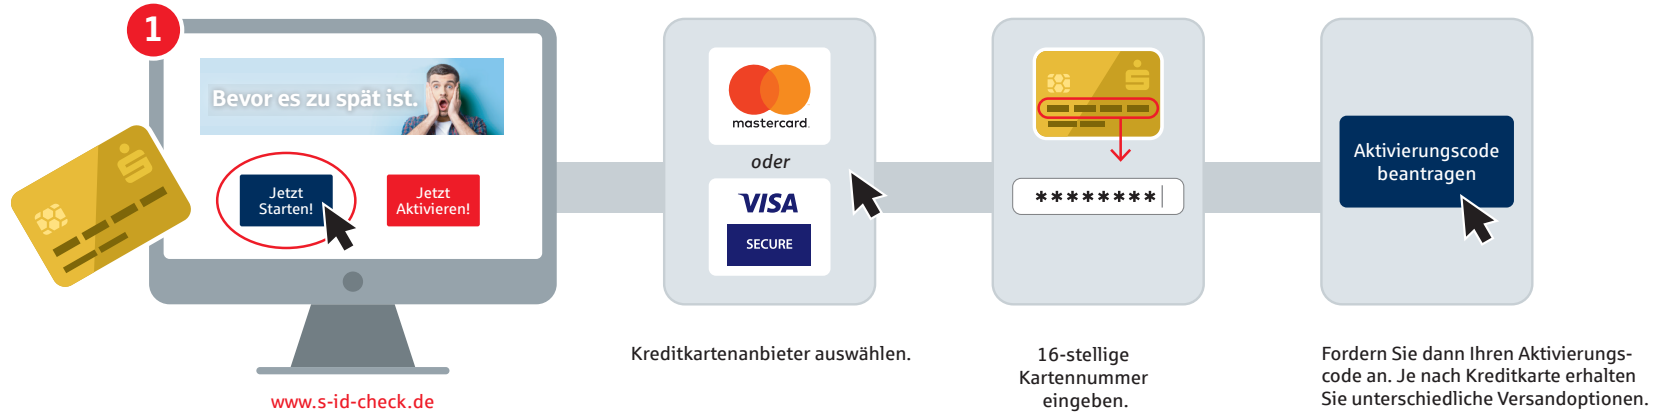 1
Bevor es zu spät ist.
Jetzt
Starten!
Jetzt
Aktivieren!
www.s-id-check.de
mastercard.
oder
VISA
SECURE
Kreditkartenanbieter auswählen.
********
16-stellige
Kartennummer
eingeben.
Aktivierungscode
beantragen
Fordern Sie dann Ihren Aktivierungs-
code an. Je nach Kreditkarte erhalten
Sie unterschiedliche Versandoptionen.